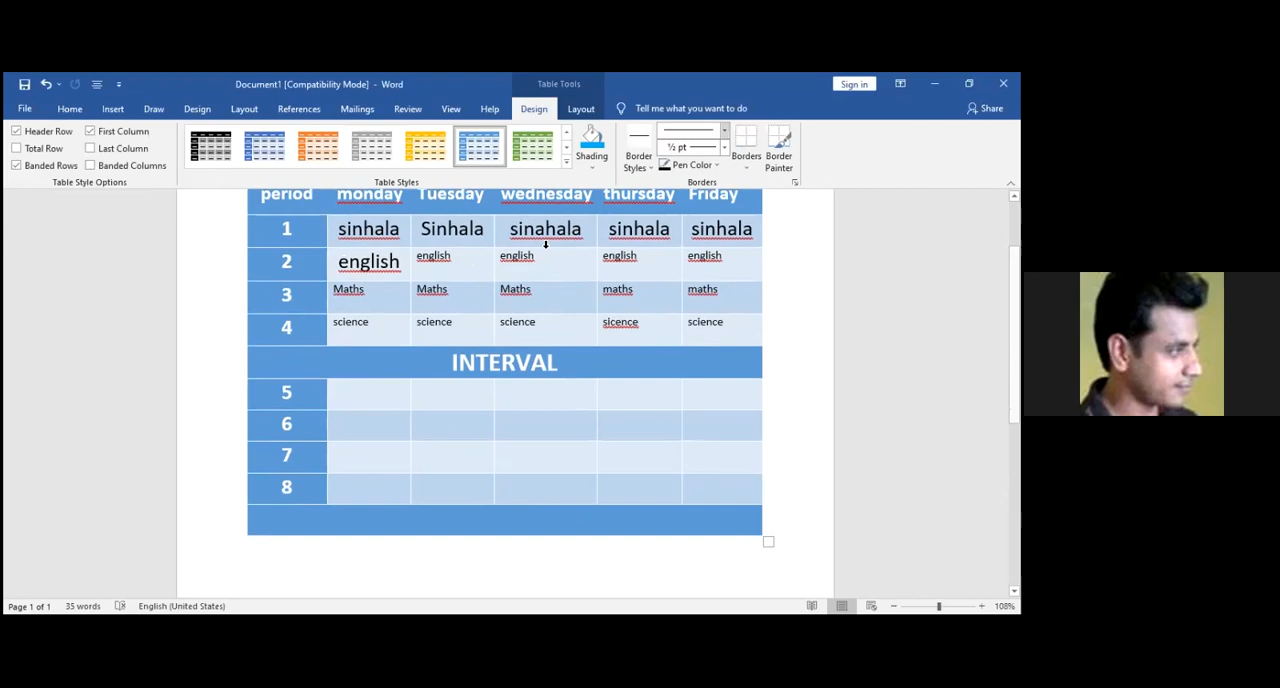 Document1 [Compatibility Mode] - Word
Table Tools
Sign in
File Home Insert Draw Design Layout References Mailings Review View Help Design Layout Tell me what you want to do Share
Header Row First Column
Total Row Last Column
Banded Rows Banded Columns
Table Style Options
Table Styles
Shading
Border Styles
½ pt
Pen Color
Borders
Border Painter
Borders
period monday Tuesday wednesday thursday Friday
1 sinhala Sinhala sinahala sinhala sinhala
2 english english english english english
3 Maths Maths Maths maths maths
4 science science science sicence science
INTERVAL
5
6
7
8
Page 1 of 1 35 words English (United States) 108%